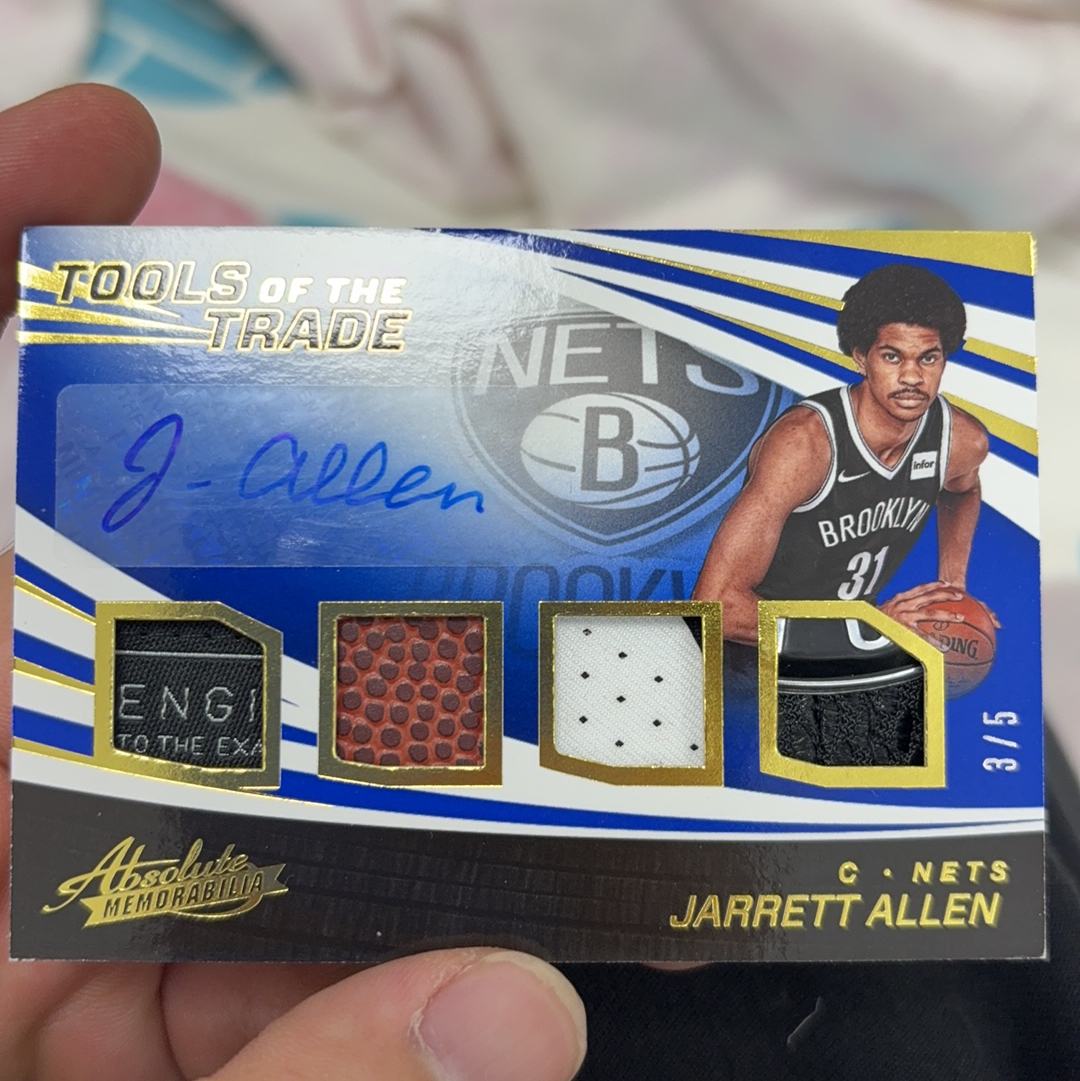 TOOLS OF THE
TRADE
NETS
B
J- Allen
infor
BROOKLYN
31
ENGI
TO THE EXA
3/5
Absolute
MEMORABILIA
C · NETS
JARRETT ALLEN